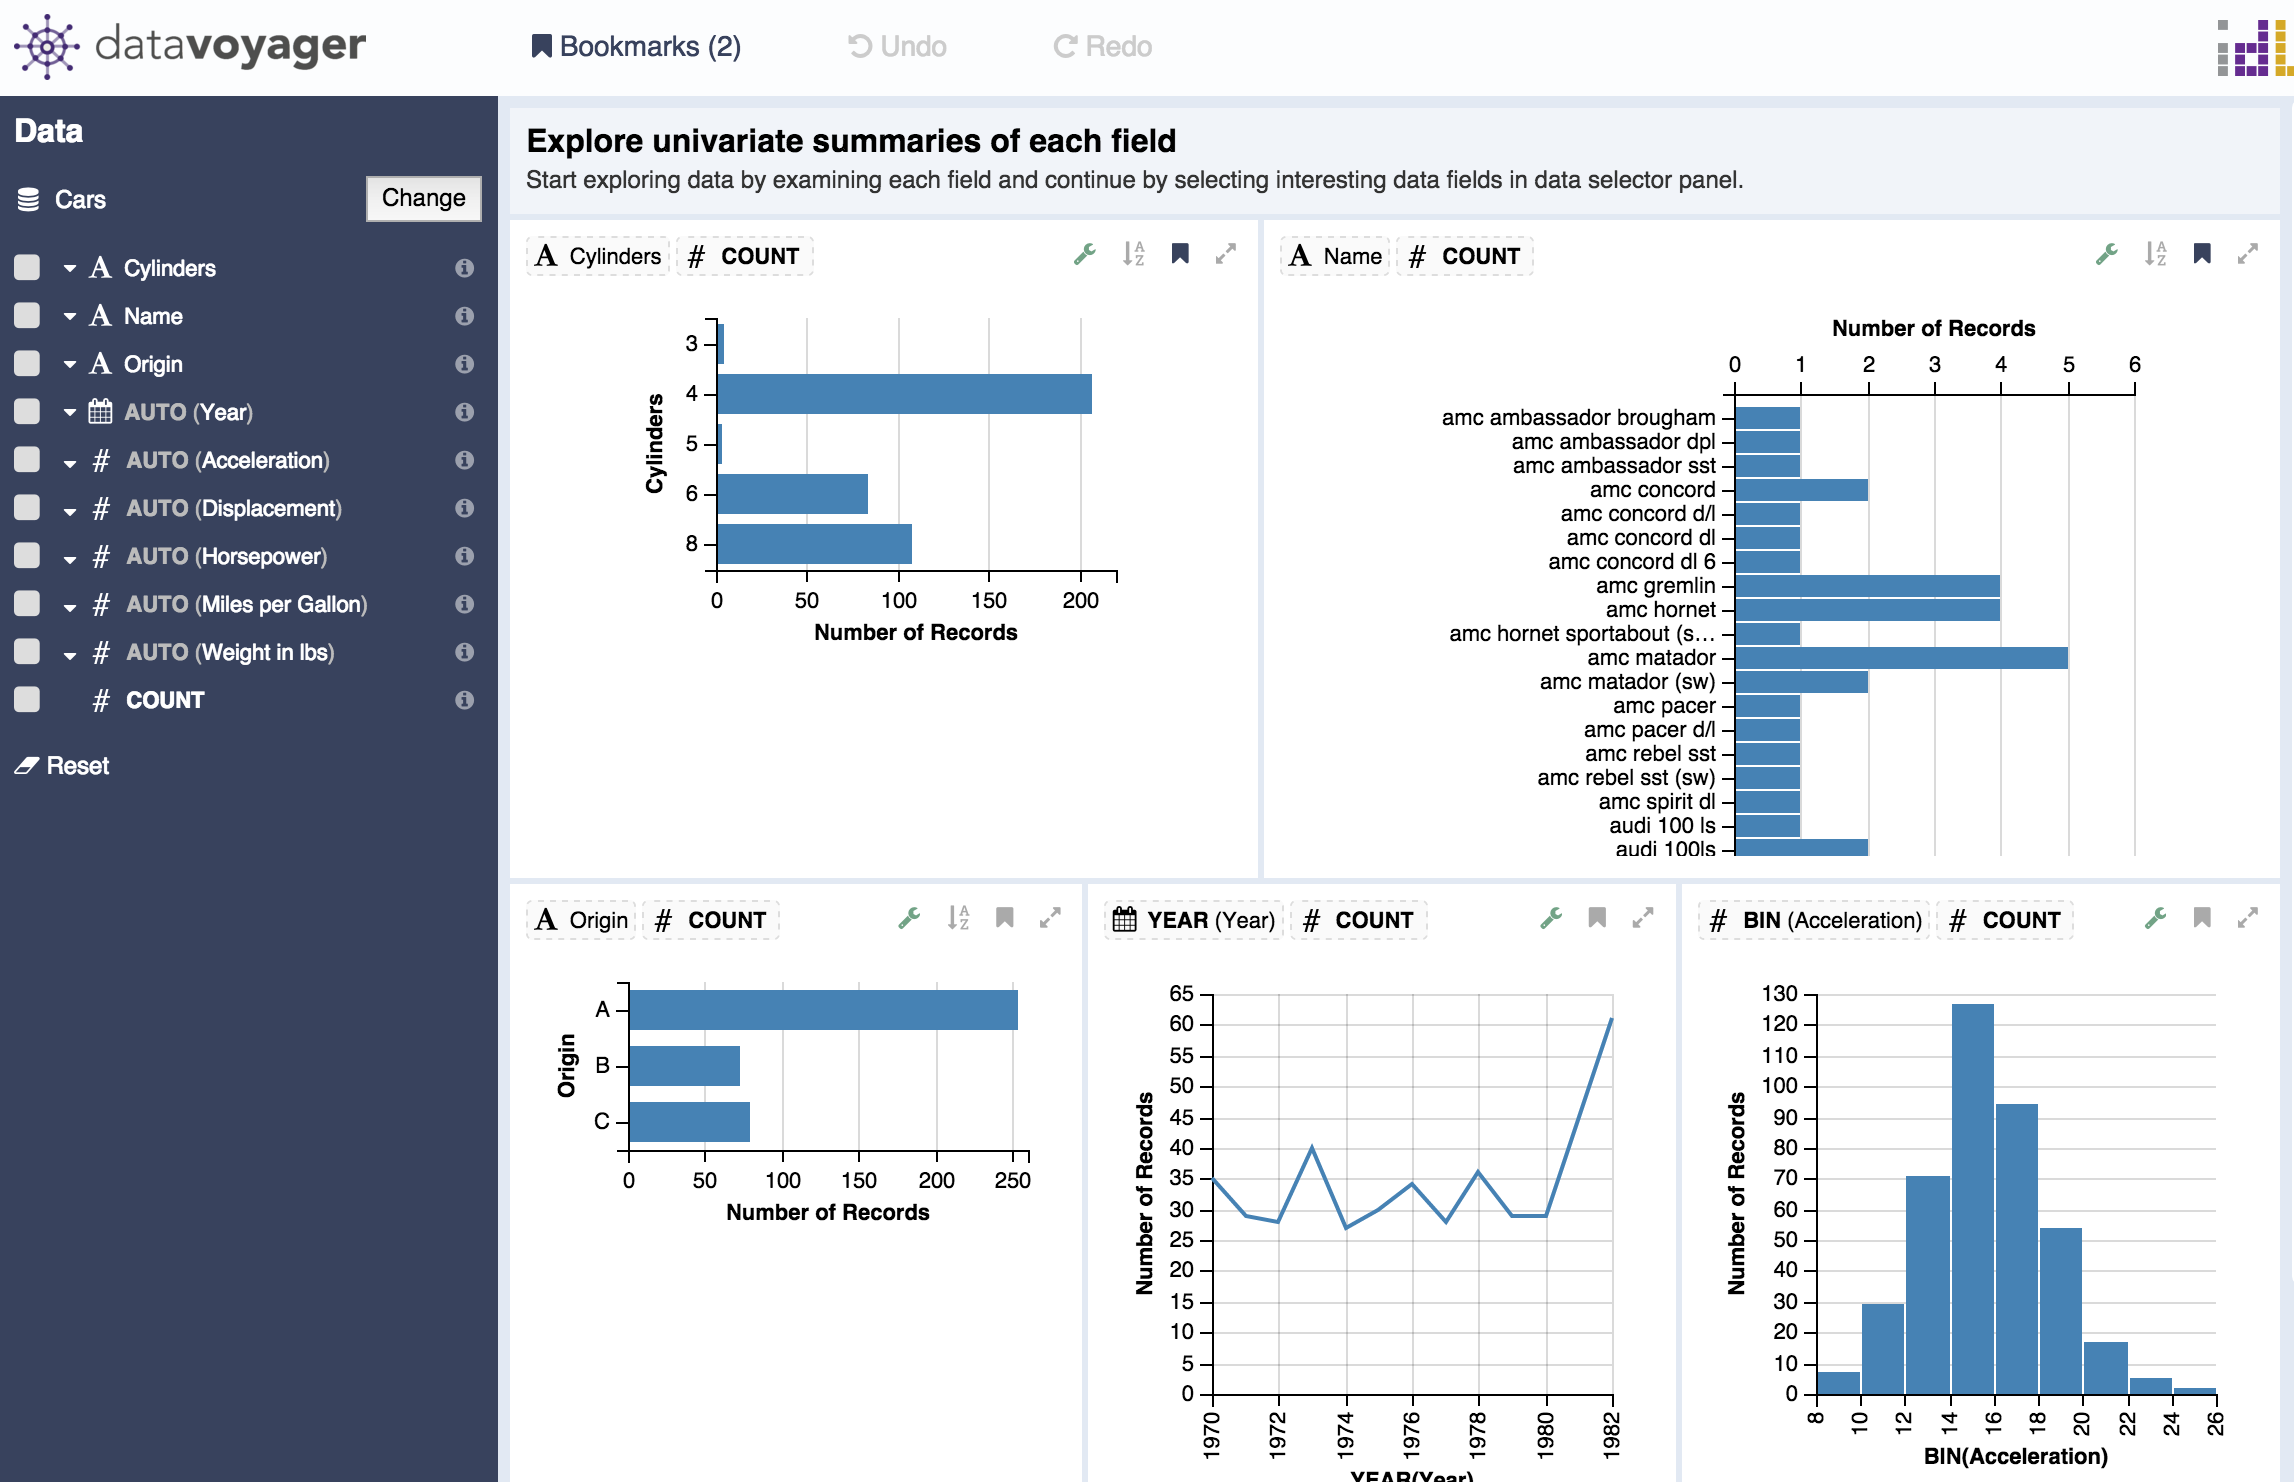 datavoyager
Bookmarks (2) Undo Redo
idL
Data
Cars Change
A Cylinders
A Name
A Origin
AUTO (Year)
# AUTO (Acceleration)
# AUTO (Displacement)
# AUTO (Horsepower)
# AUTO (Miles per Gallon)
# AUTO (Weight in lbs)
# COUNT
Reset
Explore univariate summaries of each field
Start exploring data by examining each field and continue by selecting interesting data fields in data selector panel.
A Cylinders # COUNT
AZ
Cylinders
3
4
5
6
8
0 50 100 150 200
Number of Records
A Name # COUNT
AZ
Number of Records
0 1 2 3 4 5 6
amc ambassador brougham
amc ambassador dpl
amc ambassador sst
amc concord
amc concord d/l
amc concord dl
amc concord dl 6
amc gremlin
amc hornet
amc hornet sportabout (s...
amc matador
amc matador (sw)
amc pacer
amc pacer d/l
amc rebel sst
amc rebel sst (sw)
amc spirit dl
audi 100 ls
audi 100ls
A Origin # COUNT
AZ
Origin
A
B
C
0 50 100 150 200 250
Number of Records
YEAR (Year) # COUNT
Number of Records
65
60
55
50
45
40
35
30
25
20
15
10
5
0
1970 1972 1974 1976 1978 1980 1982
YEAR(Year)
# BIN (Acceleration) # COUNT
Number of Records
130
120
110
100
90
80
70
60
50
40
30
20
10
0
8 10 12 14 16 18 20 22 24 26
BIN(Acceleration)